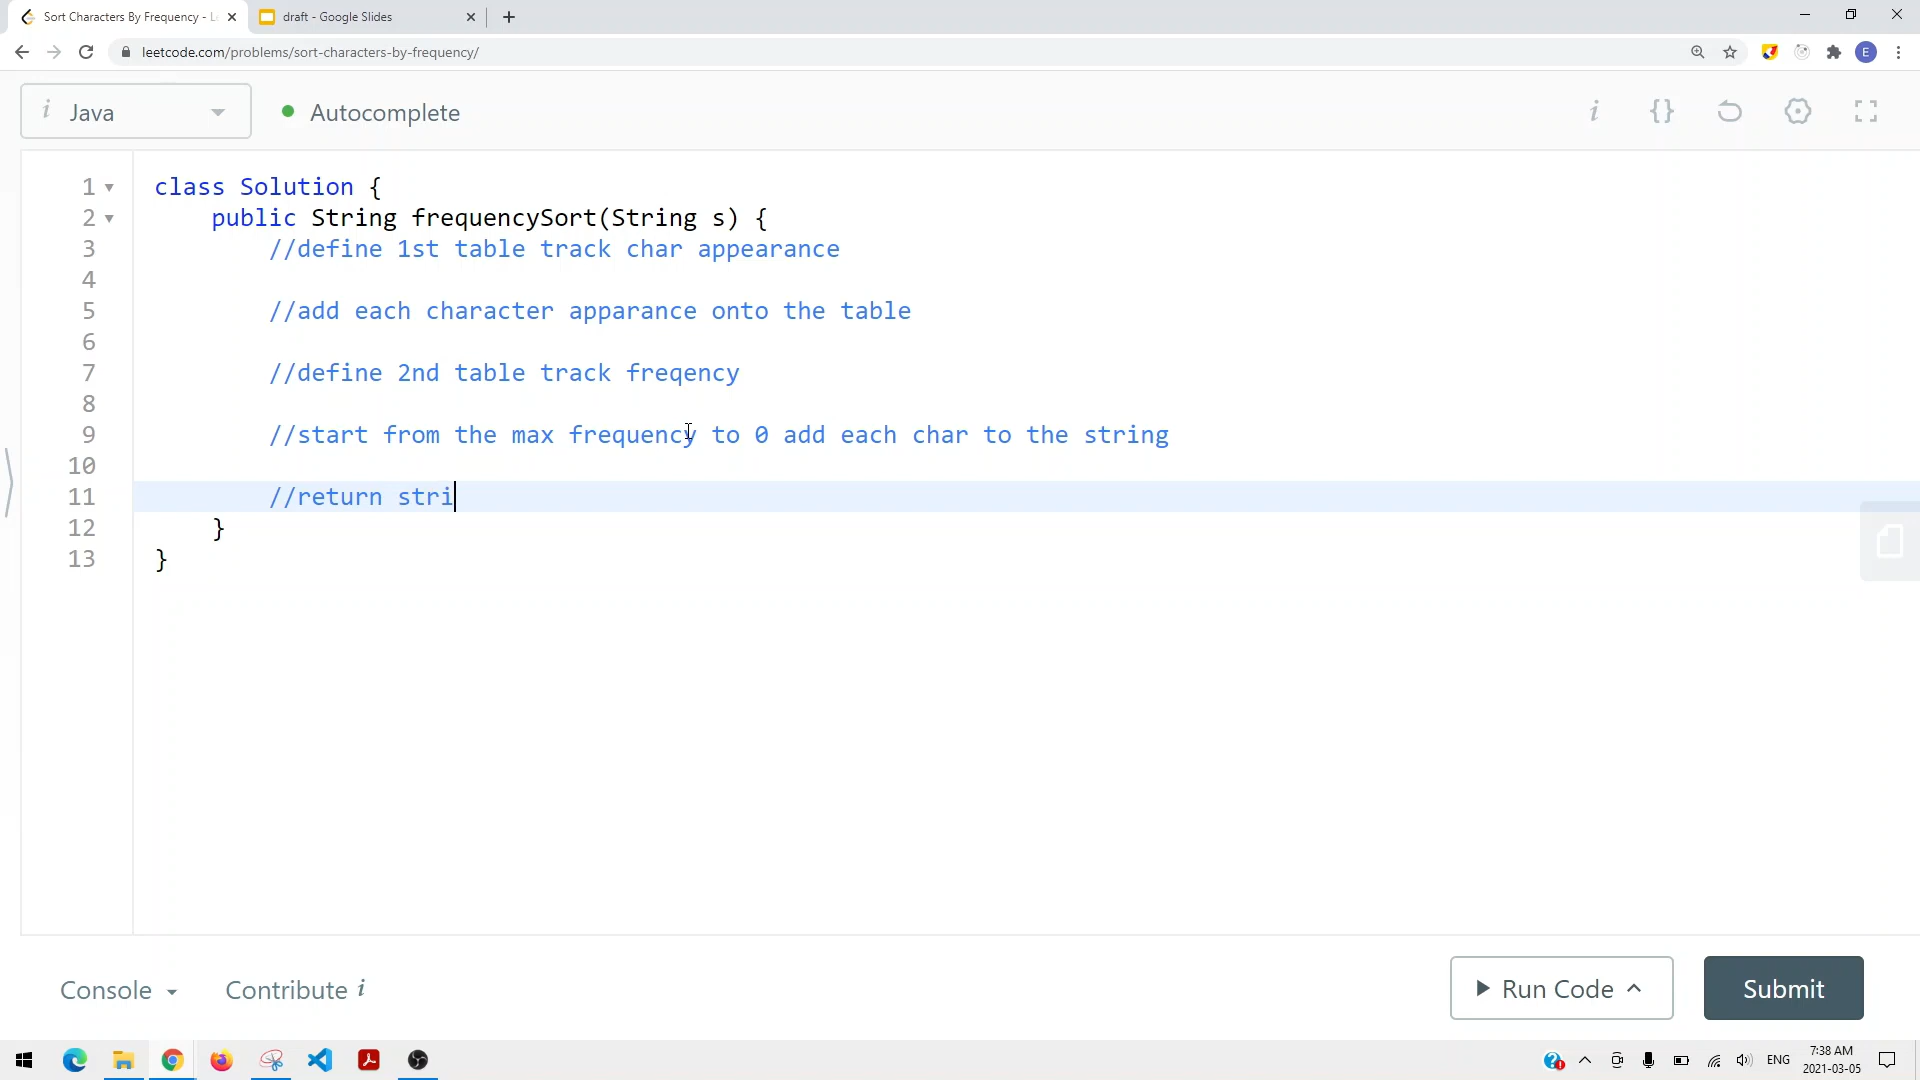 Sort Characters By Frequency - L
draft - Google Slides
leetcode.com/problems/sort-characters-by-frequency/
E
i Java
Autocomplete
i {}
1 class Solution {
2 public String frequencySort(String s) {
3 //define 1st table track char appearance
4
5 //add each character apparance onto the table
6
7 //define 2nd table track freqency
8
9 //start from the max frequency to 0 add each char to the string
10
11 //return stri
12 }
13 }
Console
Contribute i
Run Code
Submit
ENG
7:38 AM
2021-03-05